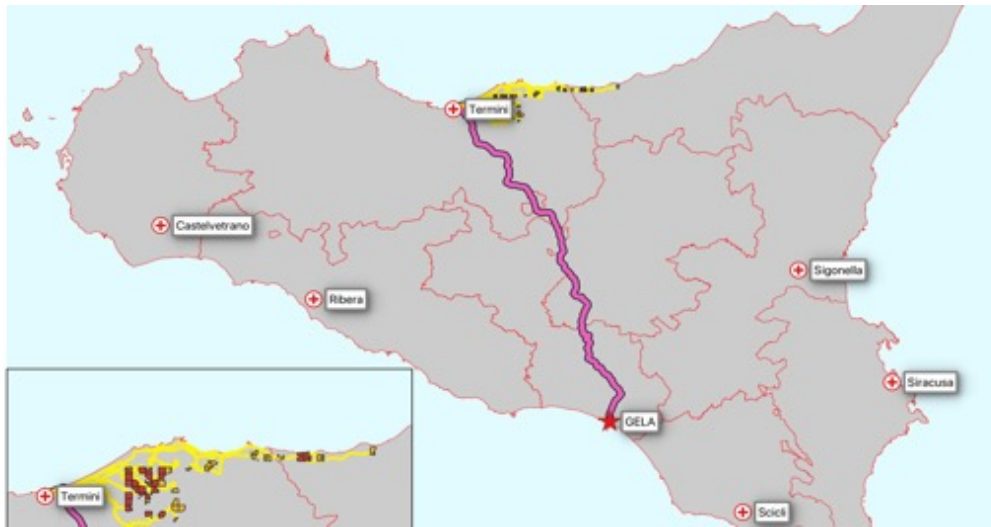 Termini
Castelvetrano
Sigonella
Ribera
Siracusa
GELA
Termini
Scicli